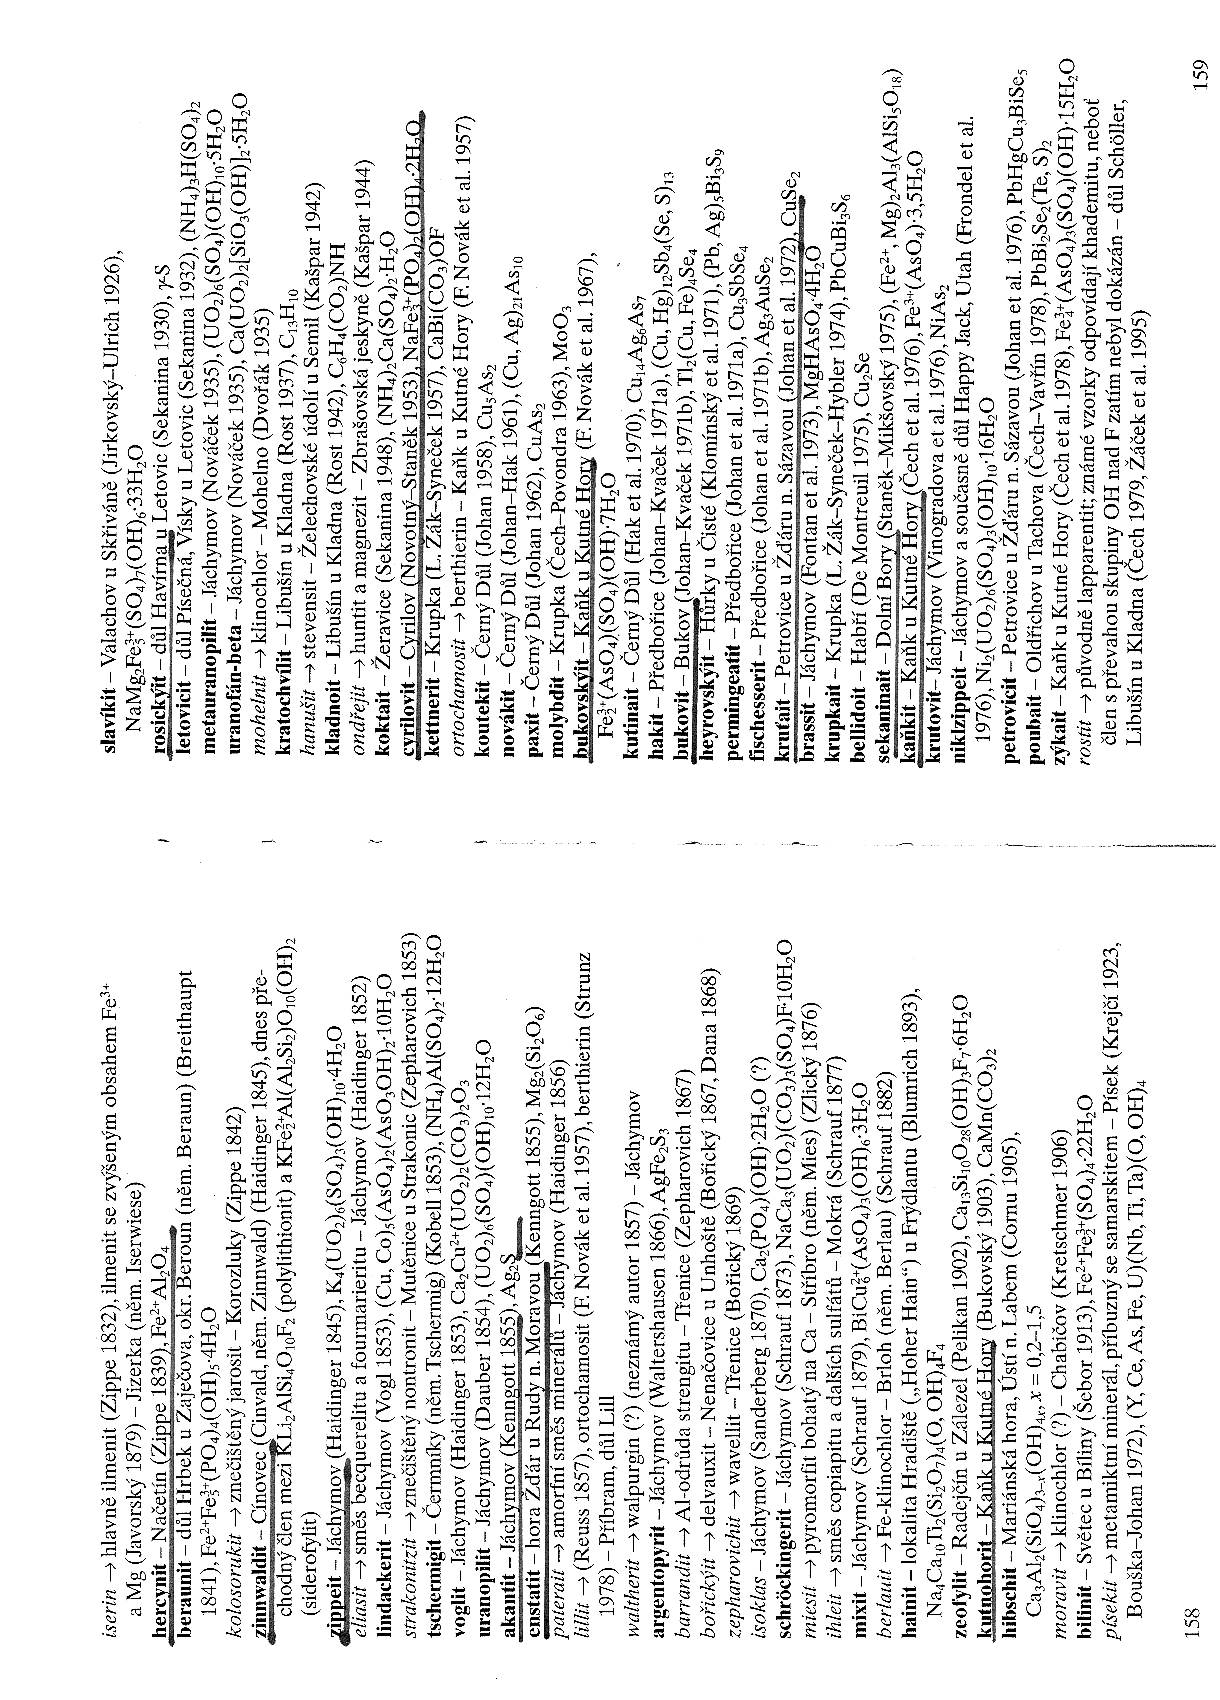 iserin → hlavně ilmenit (Zippe 1832), ilmenit se zvýšeným obsahem Fe³⁺
a Mg (Javorský 1879) – Jizerka (něm. Iserwiese)
hercynit – Načetín (Zippe 1839), Fe²⁺Al₂O₄
beraunit – důl Hrbek u Zaječova, okr. Beroun (něm. Beraun) (Breithaupt
1841), Fe²⁺Fe₅³⁺(PO₄)₄(OH)₅·4H₂O
kolosorukit → znečištěný jarosit – Korozluky (Zippe 1842)
zinnwaldit – Cínovec (Cinvald, něm. Zinnwald) (Haidinger 1845), dnes pře-
chodný člen mezi KLi₂AlSi₄O₁₀F₂ (polylithionit) a KFe₂²⁺Al(Al₂Si₂)O₁₀(OH)₂
(siderofylit)
zippeit – Jáchymov (Haidinger 1845), K₄(UO₂)₆(SO₄)₃(OH)₁₀·4H₂O
eliasit → směs becquerelitu a fourmarieritu – Jáchymov (Haidinger 1852)
lindackerit – Jáchymov (Vogl 1853), (Cu, Co)₅(AsO₄)₂(AsO₃OH)₂·10H₂O
strakonitzit → znečištěný nontronit – Mutěnice u Strakonic (Zepharovich 1853)
tschermigit – Čermníky (něm. Tschermig) (Kobell 1853), (NH₄)Al(SO₄)₂·12H₂O
voglit – Jáchymov (Haidinger 1853), Ca₂Cu²⁺(UO₂)₂(CO₃)₂O₃
uranopilit – Jáchymov (Dauber 1854), (UO₂)₆(SO₄)(OH)₁₀·12H₂O
akantit – Jáchymov (Kenngott 1855), Ag₂S
enstatit – hora Žďár u Rudy n. Moravou (Kenngott 1855), Mg₂(Si₂O₆)
paterait → amorfní směs minerálů – Jáchymov (Haidinger 1856)
lillit → (Reuss 1857), ortochamosit (F. Novák et al. 1957), berthierin (Strunz
1978) – Příbram, důl Lill
waltherit → walpurgin (?) (neznámý autor 1857) – Jáchymov
argentopyrit – Jáchymov (Waltershausen 1866), AgFe₂S₃
barrandit → Al-odrůda strengitu – Třenice (Zepharovich 1867)
bořickýit → delvauxit – Nenačovice u Unhoště (Bořický 1867, Dana 1868)
zepharovichit → wavellit – Třenice (Bořický 1869)
isoklas – Jáchymov (Sanderberg 1870), Ca₂(PO₄)(OH)·2H₂O (?)
schröckingerit – Jáchymov (Schrauf 1873), NaCa₃(UO₂)(CO₃)₃(SO₄)F·10H₂O
miesit → pyromorfit bohatý na Ca – Stříbro (něm. Mies) (Zlický 1876)
ihleit → směs copiapitu a dalších sulfátů – Mokrá (Schrauf 1877)
mixit – Jáchymov (Schrauf 1879), BiCu₆²⁺(AsO₄)₃(OH)₆·3H₂O
berlauit → Fe-klinochlor – Brloh (něm. Berlau) (Schrauf 1882)
hainit – lokalita Hradiště („Hoher Hain“) u Frýdlantu (Blumrich 1893),
Na₄Ca₁₀Ti₂(Si₂O₇)₄(O, OH)₄F₄
zeofylit – Radejčín u Zálezel (Pelikan 1902), Ca₁₃Si₁₀O₂₈(OH)₃F₇·6H₂O
kutnohorit – Kaňk u Kutné Hory (Bukovský 1903), CaMn(CO₃)₂
hibschit – Mariánská hora, Ústí n. Labem (Cornu 1905),
Ca₃Al₂(SiO₄)₃₋ₓ(OH)₄ₓ, x = 0,2–1,5
moravit → klinochlor (?) – Chabičov (Kretschmer 1906)
bilinit – Světec u Bíliny (Šebor 1913), Fe²⁺Fe₂³⁺(SO₄)₄·22H₂O
písekit → metamiktní minerál, příbuzný se samarskitem – Písek (Krejčí 1923,
Bouška–Johan 1972), (Y, Ce, As, Fe, U)(Nb, Ti, Ta)(O, OH)₄
158
slavíkit – Valachov u Skřiváně (Jirkovský–Ulrich 1926),
NaMg₂Fe₅³⁺(SO₄)₇(OH)₆33H₂O
rosickýit – důl Havírna u Letovic (Sekanina 1930), γ-S
letovicit – důl Písečná, Vísky u Letovic (Sekanina 1932), (NH₄)₃H(SO₄)₂
metauranopilit – Jáchymov (Nováček 1935), (UO₂)₆(SO₄)(OH)₁₀·5H₂O
uranofán-beta – Jáchymov (Nováček 1935), Ca(UO₂)₂[SiO₃(OH)]₂·5H₂O
mohelnit → klinochlor – Mohelno (Dvořák 1935)
kratochvílit – Libušín u Kladna (Rost 1937), C₁₃H₁₀
hanušit → stevensit – Želechovské údolí u Semil (Kašpar 1942)
kladnoit – Libušín u Kladna (Rost 1942), C₆H₄(CO₂)NH
ondřejit → huntit a magnezit – Zbrašovská jeskyně (Kašpar 1944)
koktait – Žeravice (Sekanina 1948), (NH₄)₂Ca(SO₄)₂·H₂O
cyrilovit – Cyrilov (Novotný–Staněk 1953), NaFe₃³⁺(PO₄)₂(OH)₄·2H₂O
kettnerit – Krupka (L. Žák–Syneček 1957), CaBi(CO₃)OF
ortochamosit → berthierin – Kaňk u Kutné Hory (F. Novák et al. 1957)
koutekit – Černý Důl (Johan 1958), Cu₅As₂
novákit – Černý Důl (Johan–Hak 1961), (Cu, Ag)₂₁As₁₀
paxit – Černý Důl (Johan 1962), CuAs₂
molybdit – Krupka (Čech–Povondra 1963), MoO₃
bukovskýit – Kaňk u Kutné Hory (F. Novák et al. 1967),
Fe₂³⁺(AsO₄)(SO₄)(OH)·7H₂O
kutinait – Černý Důl (Hak et al. 1970), Cu₁₄Ag₆As₇
hakit – Předbořice (Johan–Kvaček 1971a), (Cu, Hg)₁₂Sb₄(Se, S)₁₃
bukovit – Bukov (Johan–Kvaček 1971b), Tl₂(Cu, Fe)₄Se₄
heyrovskýit – Hůrky u Čisté (Klomínský et al. 1971), (Pb, Ag)₅Bi₃S₉
permingeatit – Předbořice (Johan et al. 1971a), Cu₃SbSe₄
fischesserit – Předbořice (Johan et al. 1971b), Ag₃AuSe₂
kruťait – Petrovice u Žďáru n. Sázavou (Johan et al. 1972), CuSe₂
brassit – Jáchymov (Fontan et al. 1973), MgHAsO₄·4H₂O
krupkait – Krupka (L. Žák–Syneček–Hybler 1974), PbCuBi₃S₆
bellidoit – Habří (De Montreuil 1975), Cu₂Se
sekaninait – Dolní Bory (Staněk–Mikšovský 1975), (Fe²⁺, Mg)₂Al₃(AlSi₅O₁₈)
kaňkit – Kaňk u Kutné Hory (Čech et al. 1976), Fe³⁺(AsO₄)·3,5H₂O
krutovit – Jáchymov (Vinogradova et al. 1976), NiAs₂
niklzippeit – Jáchymov a současně důl Happy Jack, Utah (Frondel et al.
1976), Ni₂(UO₂)₆(SO₄)₃(OH)₁₀·16H₂O
petrovicit – Petrovice u Žďáru n. Sázavou (Johan et al. 1976), PbHgCu₃BiSe₅
poubait – Oldřichov u Tachova (Čech–Vavřín 1978), PbBi₂Se₂(Te, S)₂
zýkait – Kaňk u Kutné Hory (Čech et al. 1978), Fe₄³⁺(AsO₄)₃(SO₄)(OH)·15H₂O
rostit → původně lapparentit; známé vzorky odpovídají khademitu, neboť
člen s převahou skupiny OH nad F zatím nebyl dokázán – důl Schöller,
Libušín u Kladna (Čech 1979, Žáček et al. 1995)
159